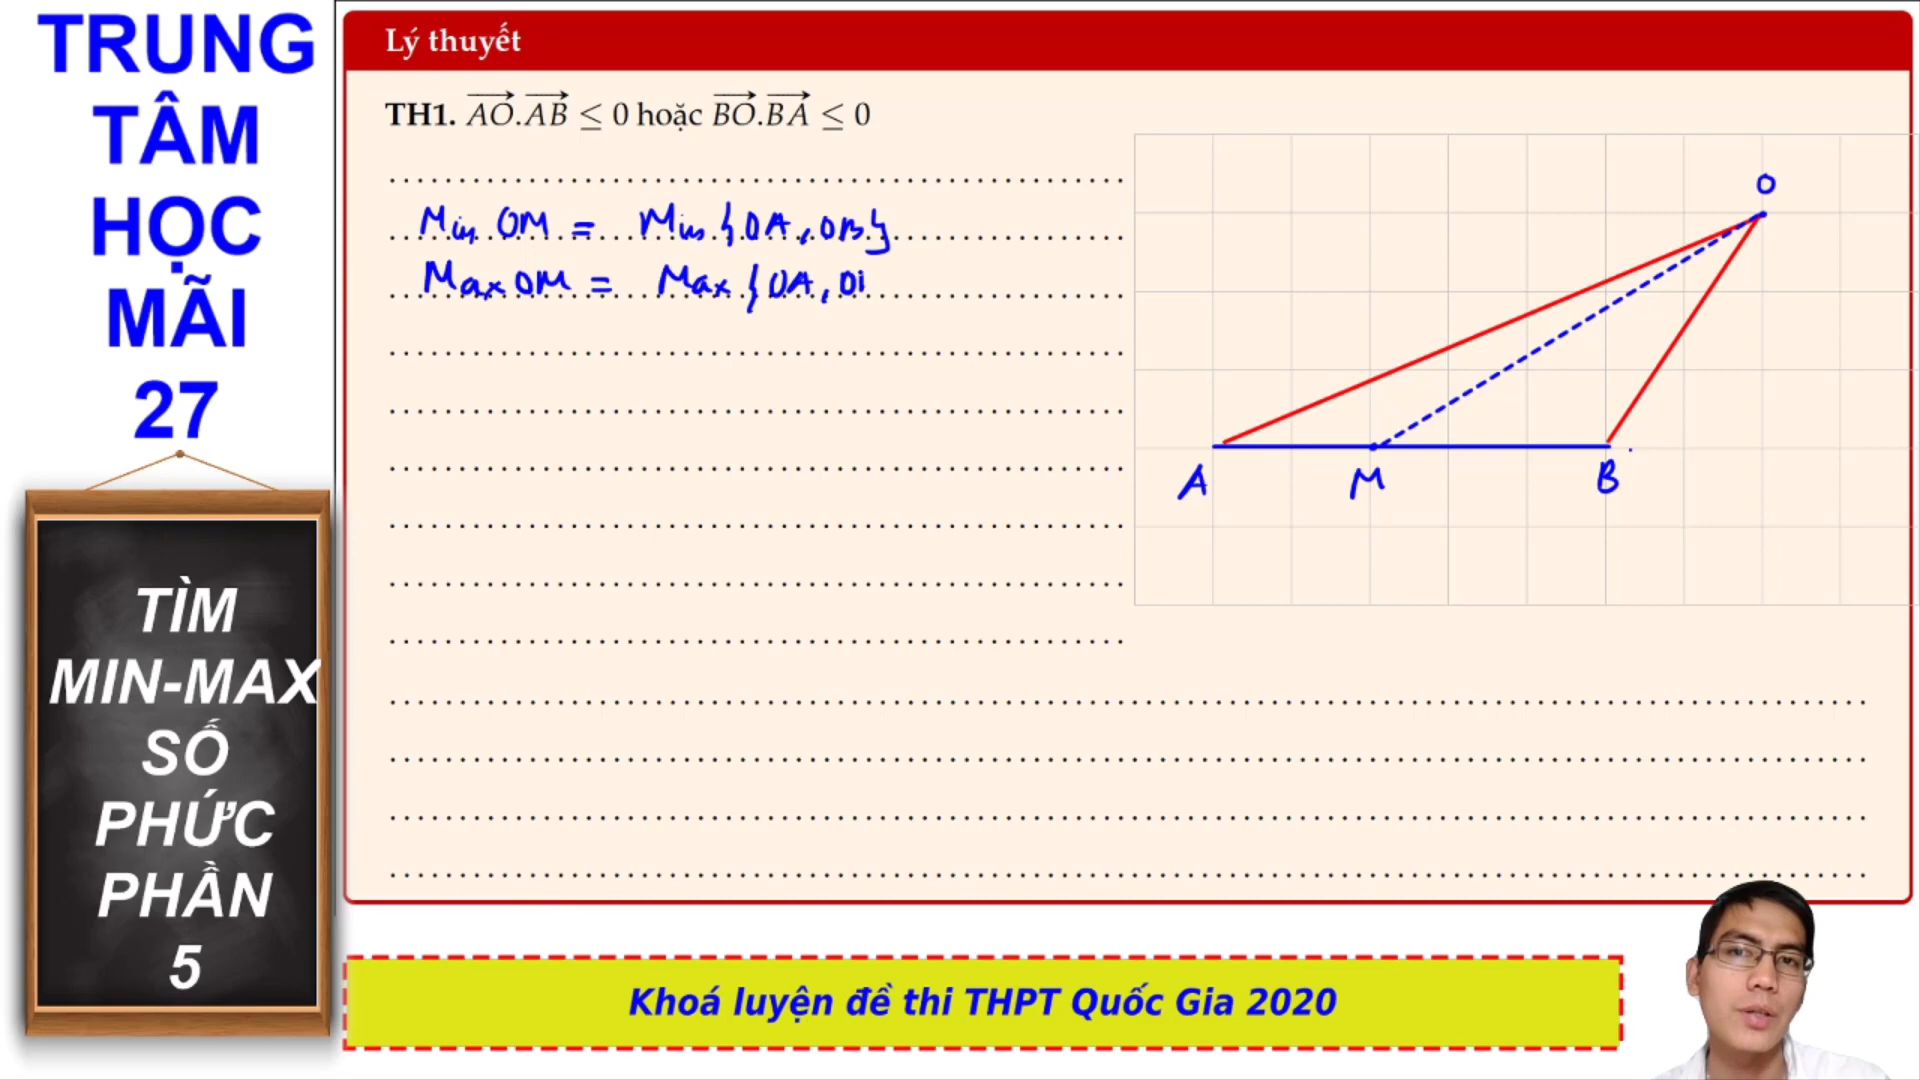 TRUNG
TÂM
HỌC
MÃI
27
TÌM
MIN-MAX
SỐ
PHỨC
PHẦN
5
Lý thuyết
TH1. \overrightarrow{AO}.\overrightarrow{AB} ≤ 0 hoặc \overrightarrow{BO}.\overrightarrow{BA} ≤ 0
Min OM = Min {OA, OB}
Max OM = Max {OA, O
O
A M B
Khoá luyện đề thi THPT Quốc Gia 2020